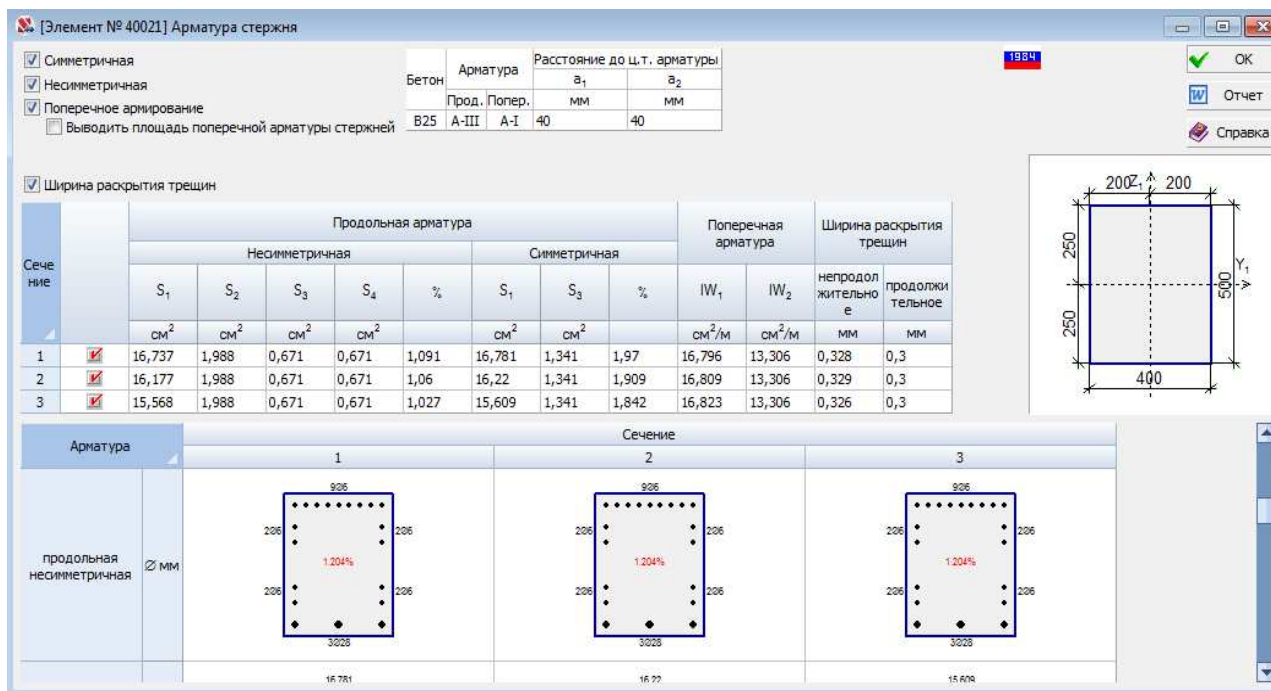 [Элемент № 40021] Арматура стержня
Симметричная
Несимметричная
Поперечное армирование
Выводить площадь поперечной арматуры стержней
Бетон Арматура Расстояние до ц.т. арматуры
a1 a2
Прод. Попер. мм мм
B25 A-III A-I 40 40
1984
OK
Отчет
Справка
Ширина раскрытия трещин
Сече
ние
Продольная арматура
Поперечная
арматура
Ширина раскрытия
трещин
Несимметричная Симметричная
S1 S2 S3 S4 % S1 S3 % IW1 IW2
непродол
жительно
е
продолжи
тельное
см2 см2 см2 см2 см2 см2 см2/м см2/м мм мм
1 16,737 1,988 0,671 0,671 1,091 16,781 1,341 1,97 16,796 13,306 0,328 0,3
2 16,177 1,988 0,671 0,671 1,06 16,22 1,341 1,909 16,809 13,306 0,329 0,3
3 15,568 1,988 0,671 0,671 1,027 15,609 1,341 1,842 16,823 13,306 0,326 0,3
200 Z1 200
250
Y1
500
250
400
Арматура Сечение
1 2 3
продольная
несимметричная
Ø мм
9Ø6 9Ø6 9Ø6
2Ø6 2Ø6 2Ø6 2Ø6 2Ø6 2Ø6
1.204% 1.204% 1.204%
2Ø6 2Ø6 2Ø6 2Ø6 2Ø6 2Ø6
3Ø28 3Ø28 3Ø28
16.781 16.22 15.609